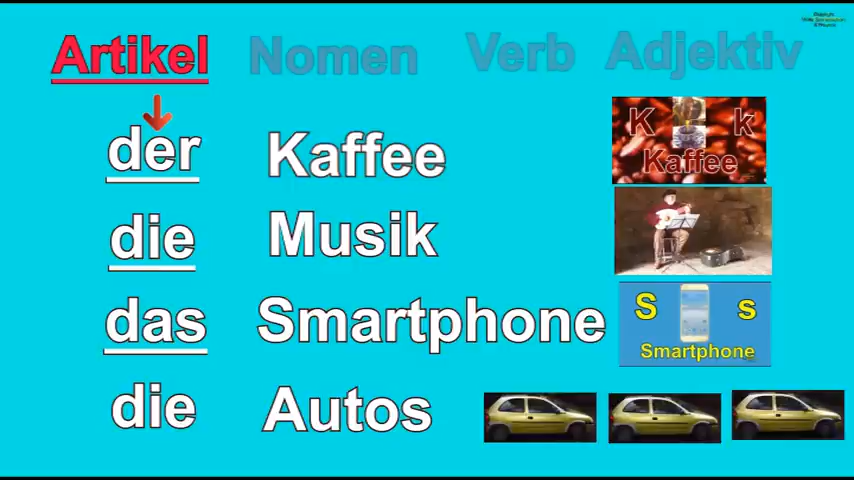 Artikel Nomen Verb Adjektiv
der Kaffee
K k
Kaffee
die Musik
das Smartphone
S s
Smartphone
die Autos